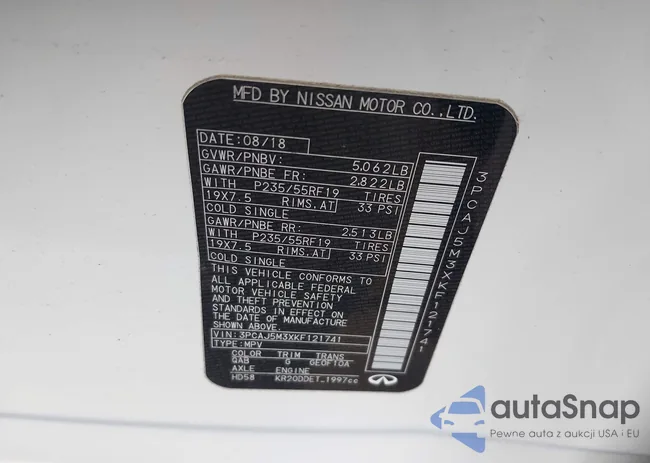 MFD BY NISSAN MOTOR CO.,LTD.
DATE:08/18
GVWR/PNBV: 5,062LB
GAWR/PNBE FR: 2,822LB
WITH P235/55RF19 TIRES
19X7.5 RIMS.AT 33 PSI
COLD SINGLE
GAWR/PNBE RR: 2,513LB
WITH P235/55RF19 TIRES
19X7.5 RIMS.AT 33 PSI
COLD SINGLE
THIS VEHICLE CONFORMS TO
ALL APPLICABLE FEDERAL
MOTOR VEHICLE SAFETY
AND THEFT PREVENTION
STANDARDS IN EFFECT ON
THE DATE OF MANUFACTURE
SHOWN ABOVE.
VIN:3PCAJ5M3XKF121741
TYPE:MPV
COLOR TRIM TRANS
QAB G GE0F10A
AXLE ENGINE
HD58 KR20DDET_1997cc
3PCAJ5M3XKF121741
autaSnap
Pewne auta z aukcji USA i EU